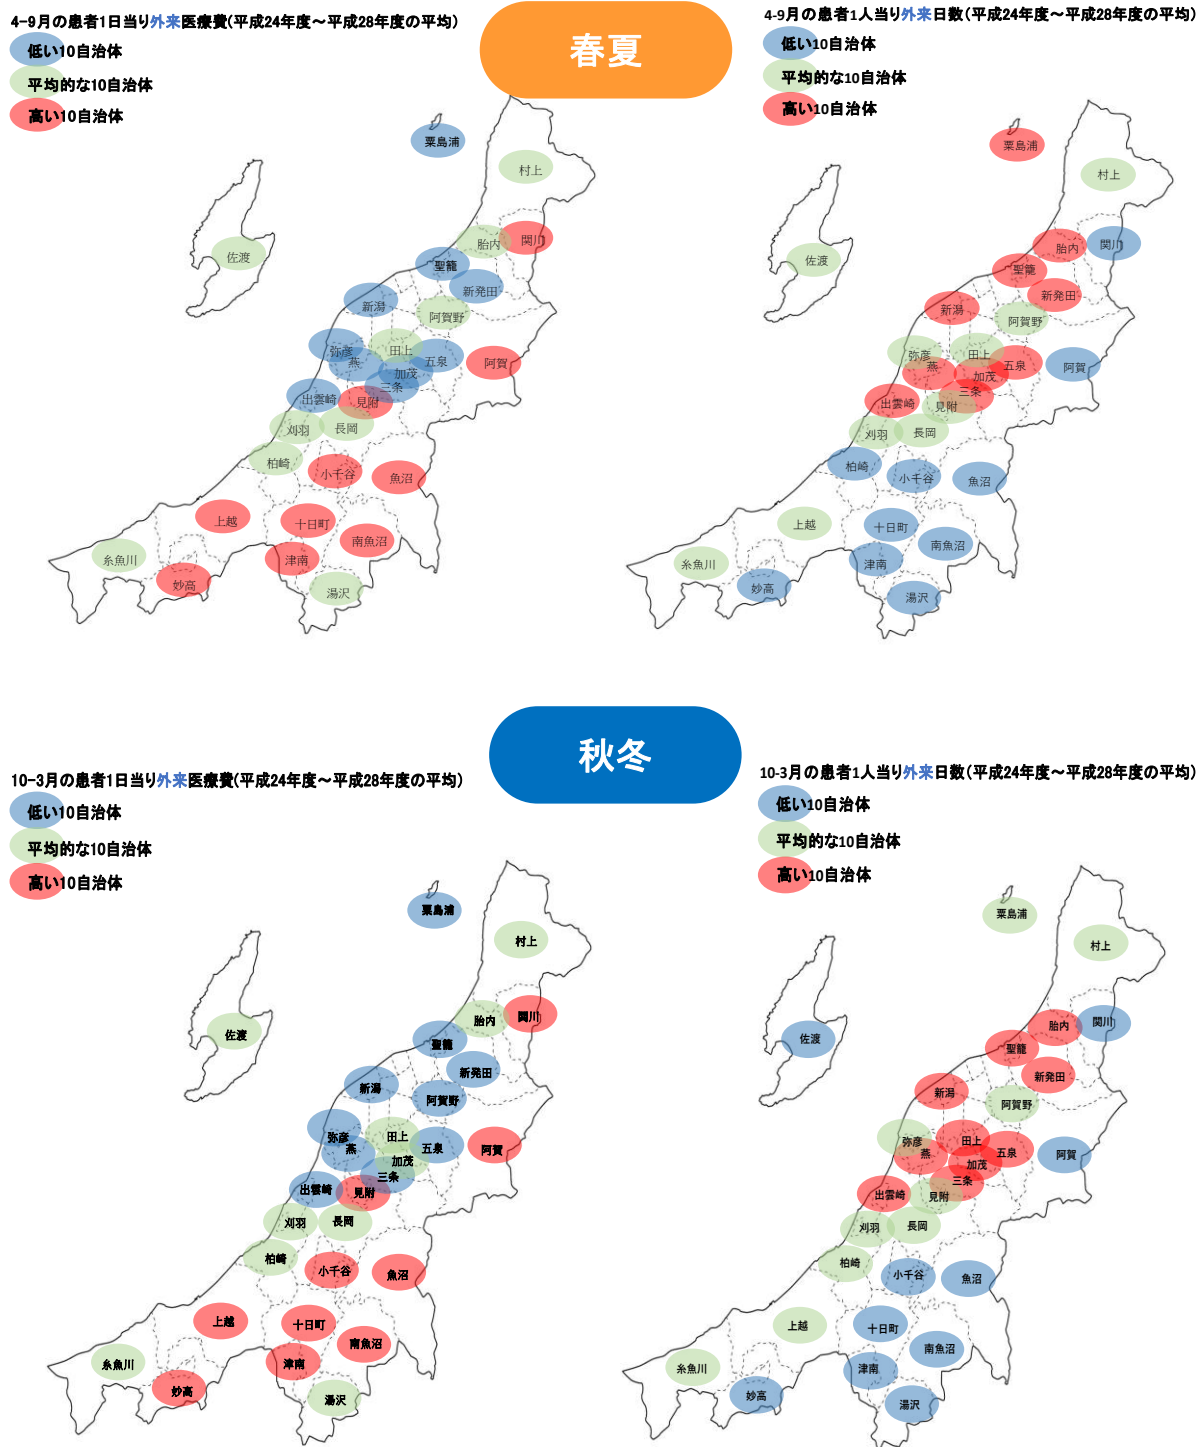 春夏
4-9月の患者1日当り外来医療費(平成24年度～平成28年度の平均)
低い10自治体
平均的な10自治体
高い10自治体
粟島浦
村上
佐渡
胎内
関川
聖籠
新発田
新潟
阿賀野
弥彦
田上
燕
五泉
阿賀
加茂
三条
出雲崎
見附
刈羽
長岡
柏崎
小千谷
魚沼
上越
十日町
南魚沼
糸魚川
津南
妙高
湯沢
4-9月の患者1人当り外来日数(平成24年度～平成28年度の平均)
低い10自治体
平均的な10自治体
高い10自治体
粟島浦
村上
佐渡
胎内
関川
聖籠
新発田
新潟
阿賀野
弥彦
田上
燕
五泉
阿賀
加茂
三条
出雲崎
見附
刈羽
長岡
柏崎
小千谷
魚沼
上越
十日町
南魚沼
糸魚川
津南
妙高
湯沢
秋冬
10-3月の患者1日当り外来医療費(平成24年度～平成28年度の平均)
低い10自治体
平均的な10自治体
高い10自治体
粟島浦
村上
佐渡
胎内
関川
聖籠
新発田
新潟
阿賀野
弥彦
田上
燕
五泉
阿賀
加茂
三条
出雲崎
見附
刈羽
長岡
柏崎
小千谷
魚沼
上越
十日町
南魚沼
糸魚川
津南
妙高
湯沢
10-3月の患者1人当り外来日数(平成24年度～平成28年度の平均)
低い10自治体
平均的な10自治体
高い10自治体
粟島浦
村上
佐渡
胎内
関川
聖籠
新発田
新潟
阿賀野
弥彦
田上
燕
五泉
阿賀
加茂
三条
出雲崎
見附
刈羽
長岡
柏崎
小千谷
魚沼
上越
十日町
南魚沼
糸魚川
津南
妙高
湯沢